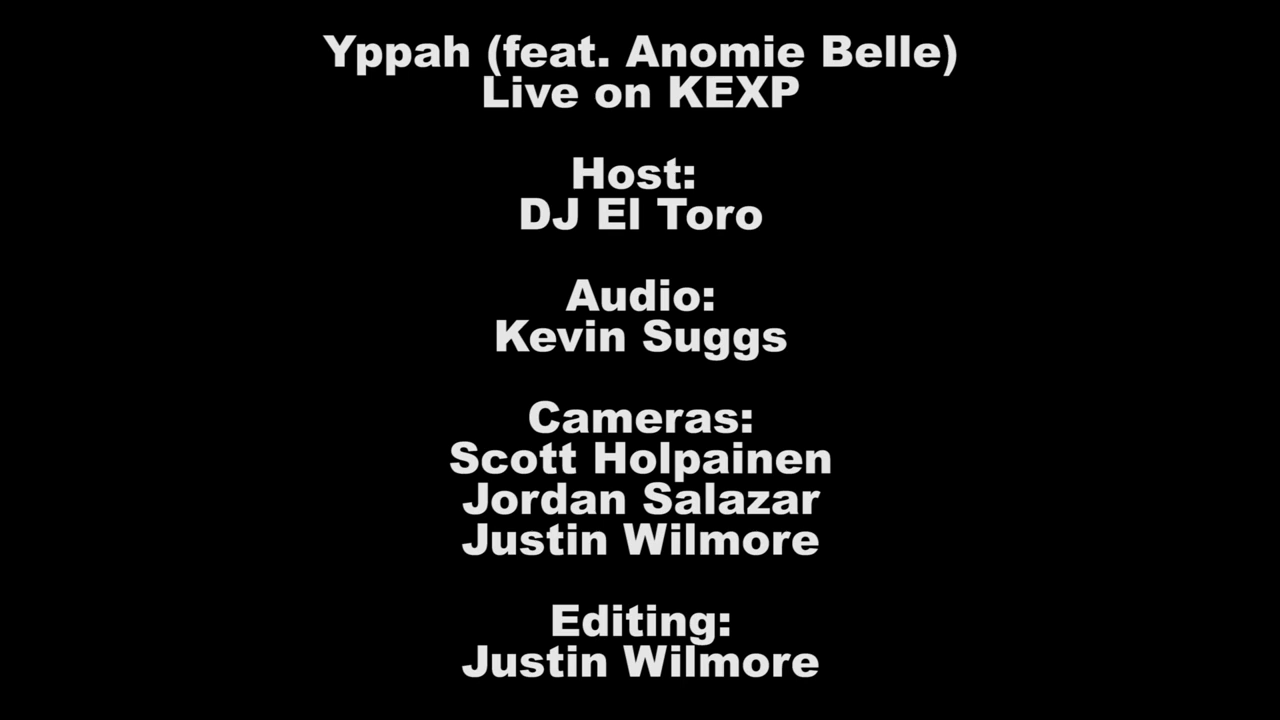 Yppah (feat. Anomie Belle)
Live on KEXP
Host:
DJ El Toro
Audio:
Kevin Suggs
Cameras:
Scott Holpainen
Jordan Salazar
Justin Wilmore
Editing:
Justin Wilmore